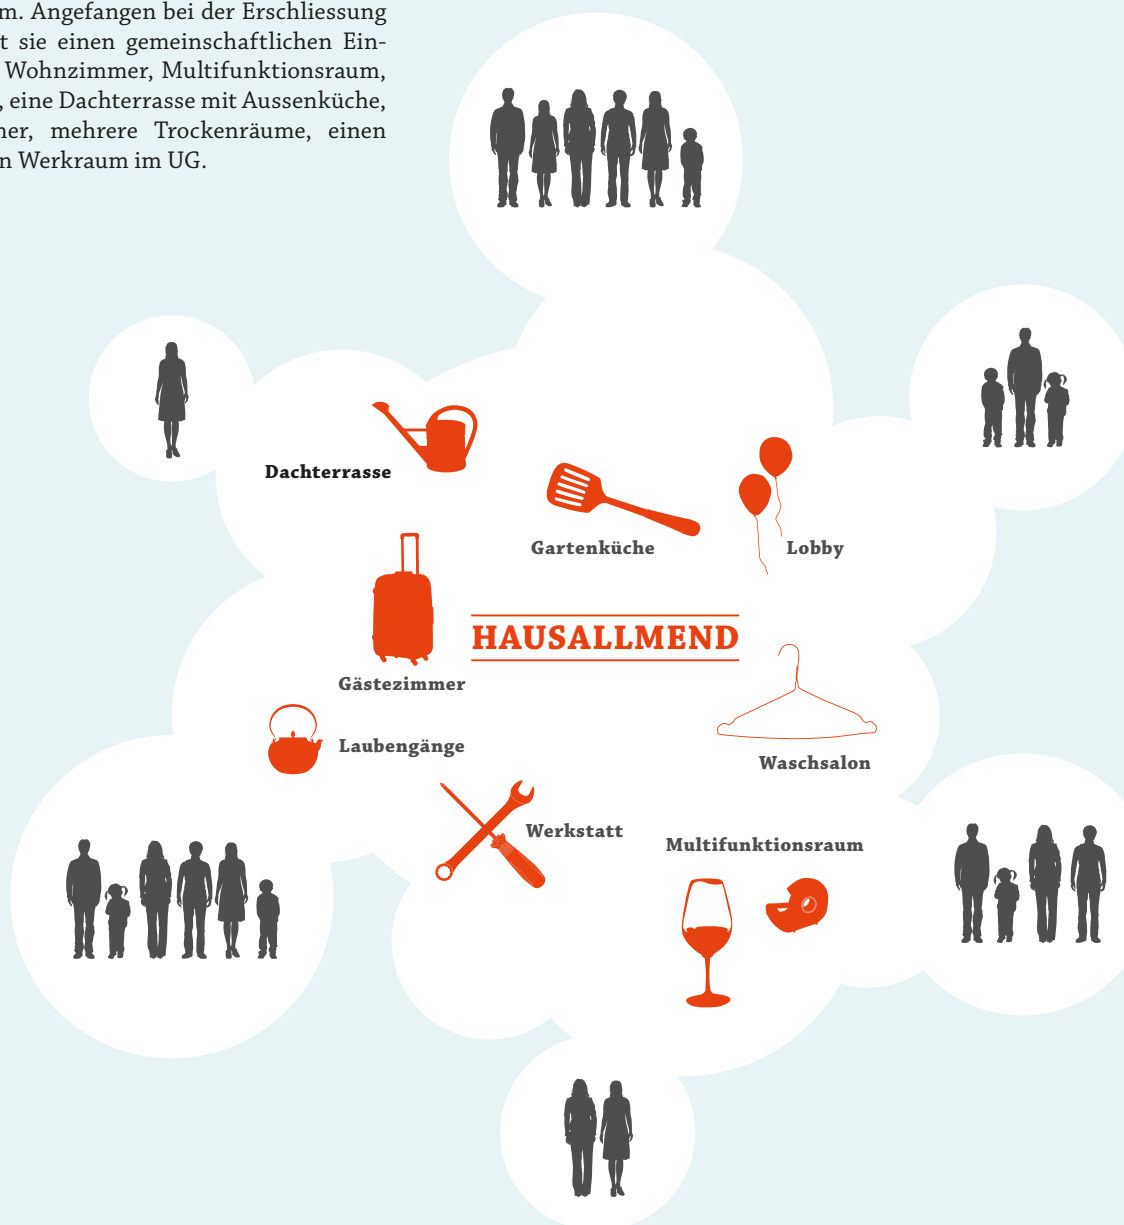 m. Angefangen bei der Erschliessung
t sie einen gemeinschaftlichen Ein-
Wohnzimmer, Multifunktionsraum,
, eine Dachterrasse mit Aussenküche,
ner, mehrere Trockenräume, einen
n Werkraum im UG.
Dachterrasse
Gartenküche
Lobby
HAUSALLMEND
Gästezimmer
Laubengänge
Waschsalon
Werkstatt
Multifunktionsraum